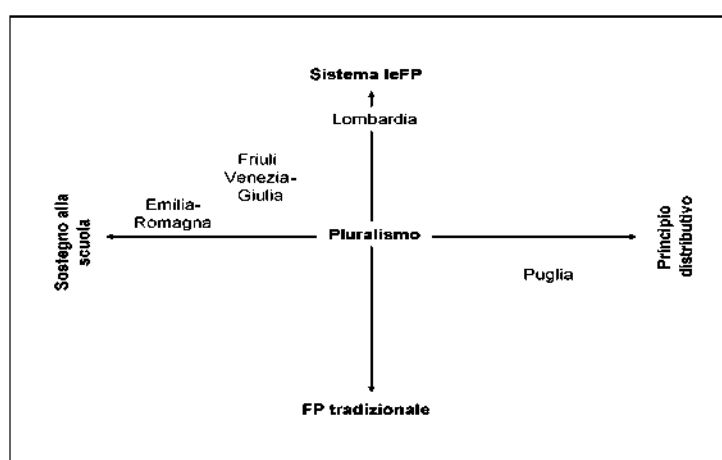 Sistema IeFP
Lombardia
Friuli
Venezia-
Giulia
Emilia-
Romagna
Sostegno alla
scuola
Pluralismo
Principio
distributivo
Puglia
FP tradizionale